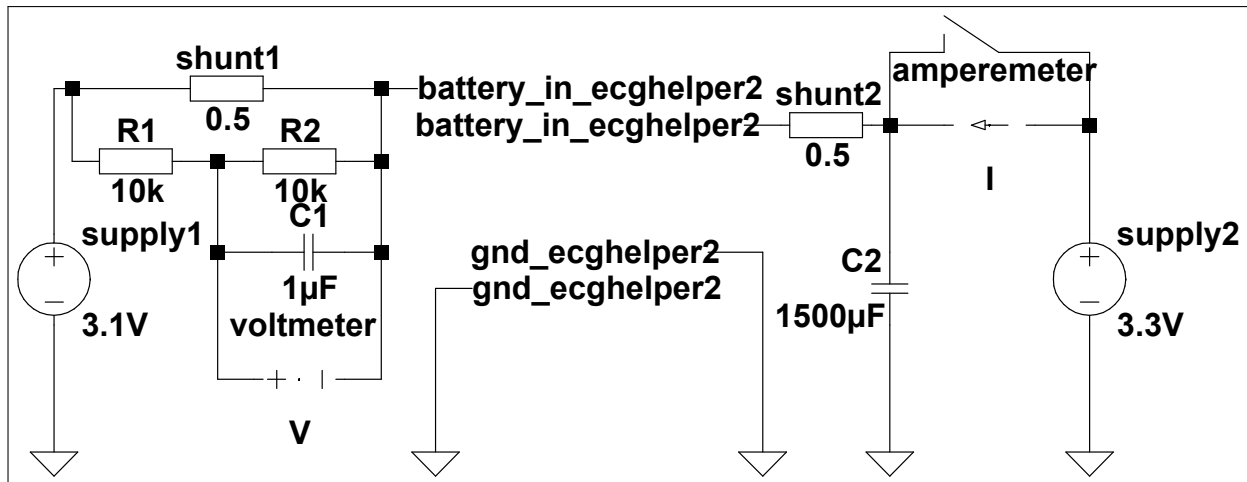 shunt1
0.5
R1
10k
R2
10k
C1
1µF
supply1
3.1V
voltmeter
+
V
battery_in_ecghelper2
battery_in_ecghelper2
gnd_ecghelper2
gnd_ecghelper2
shunt2
0.5
amperemeter
I
C2
1500µF
supply2
3.3V